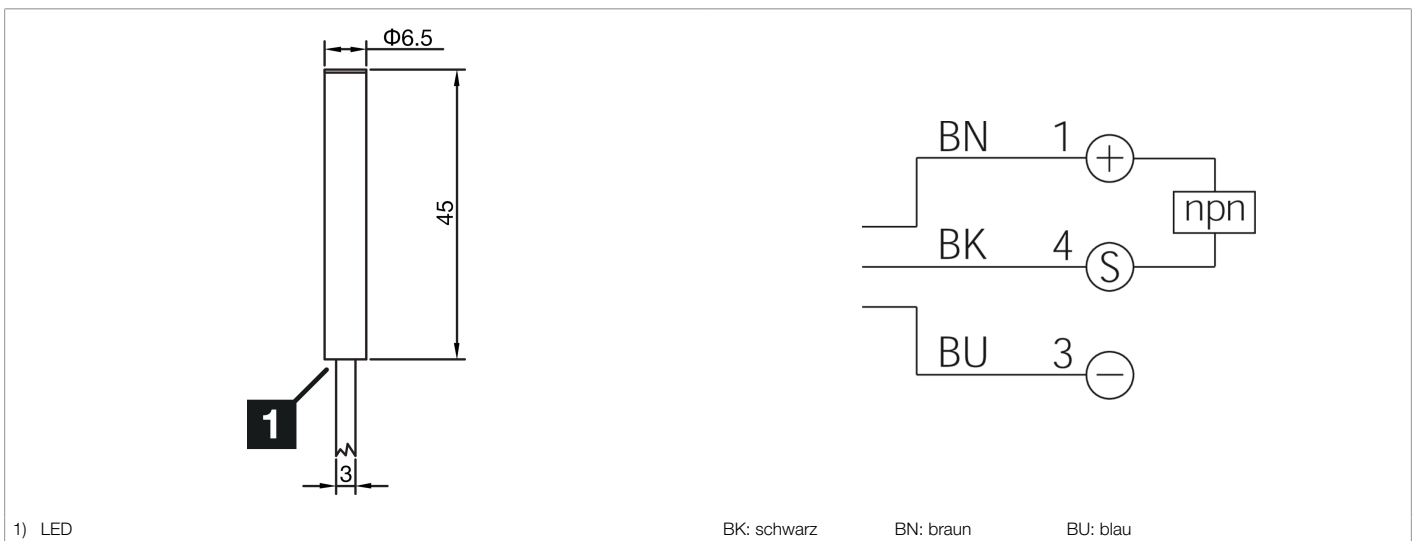 Φ6.5
45
1
3
BN 1 +
npn
BK 4 S
BU 3 −
1) LED
BK: schwarz BN: braun BU: blau